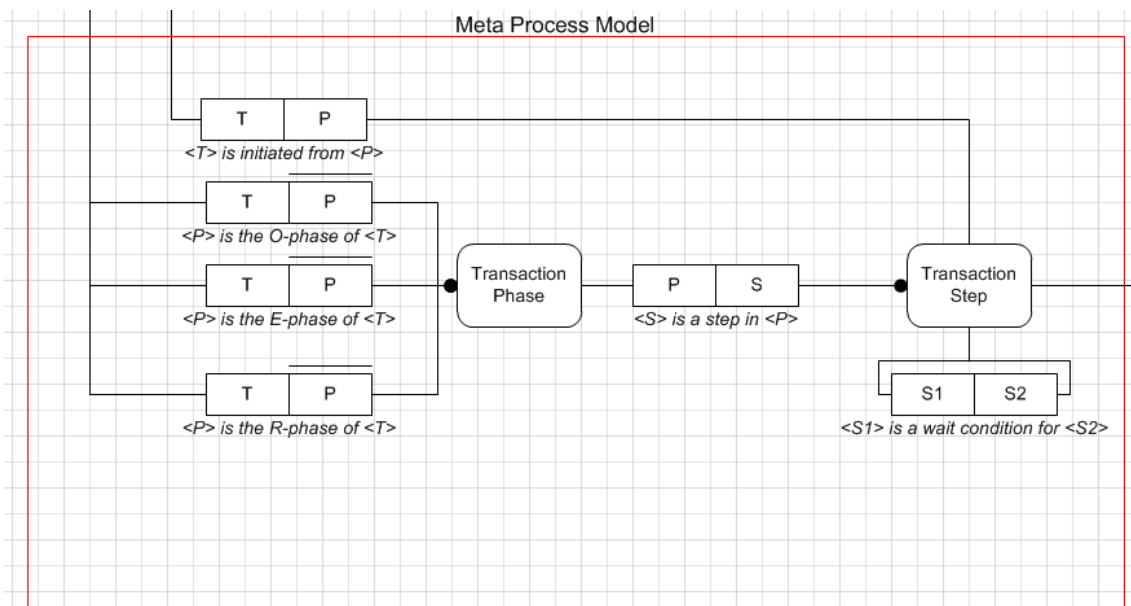 Meta Process Model
T P
<T> is initiated from <P>
T P
<P> is the O-phase of <T>
T P
<P> is the E-phase of <T>
Transaction
Phase
P S
<S> is a step in <P>
Transaction
Step
T P
<P> is the R-phase of <T>
S1 S2
<S1> is a wait condition for <S2>